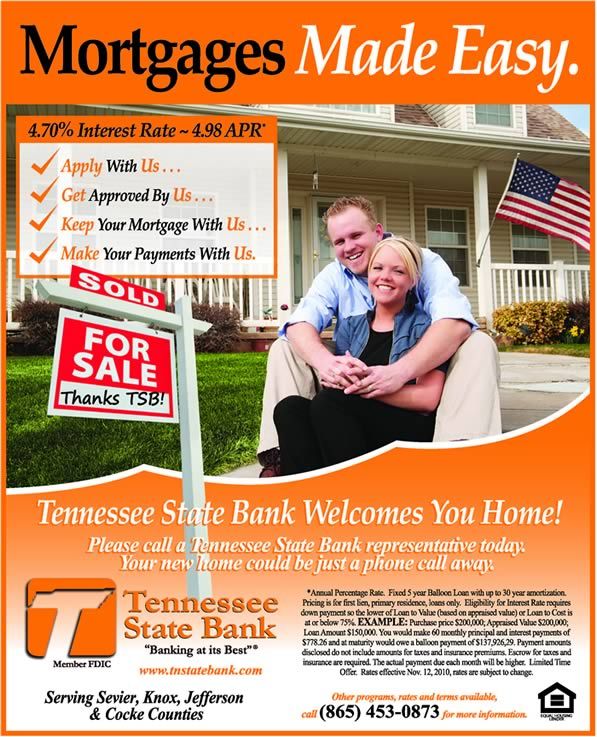 Mortgages Made Easy.
4.70% Interest Rate ~ 4.98 APR*
Apply With Us . . .
Get Approved By Us . . .
Keep Your Mortgage With Us . . .
Make Your Payments With Us.
SOLD
FOR
SALE
Thanks TSB!
Tennessee State Bank Welcomes You Home!
Please call a Tennessee State Bank representative today.
Your new home could be just a phone call away.
T
Member FDIC
Tennessee
State Bank
“Banking at its Best”®
www.tnstatebank.com
Serving Sevier, Knox, Jefferson
& Cocke Counties
*Annual Percentage Rate. Fixed 5 year Balloon Loan with up to 30 year amortization.
Pricing is for first lien, primary residence, loans only. Eligibility for Interest Rate requires
down payment so the lower of Loan to Value (based on appraised value) or Loan to Cost is
at or below 75%. EXAMPLE: Purchase price $200,000; Appraised Value $200,000;
Loan Amount $150,000. You would make 60 monthly principal and interest payments of
$778.26 and at maturity would owe a balloon payment of $137,926,29. Payment amounts
disclosed do not include amounts for taxes and insurance premiums. Escrow for taxes and
insurance are required. The actual payment due each month will be higher. Limited Time
Offer. Rates effective Nov. 12, 2010, rates are subject to change.
Other programs, rates and terms available,
call (865) 453-0873 for more information.
EQUAL HOUSING
LENDER